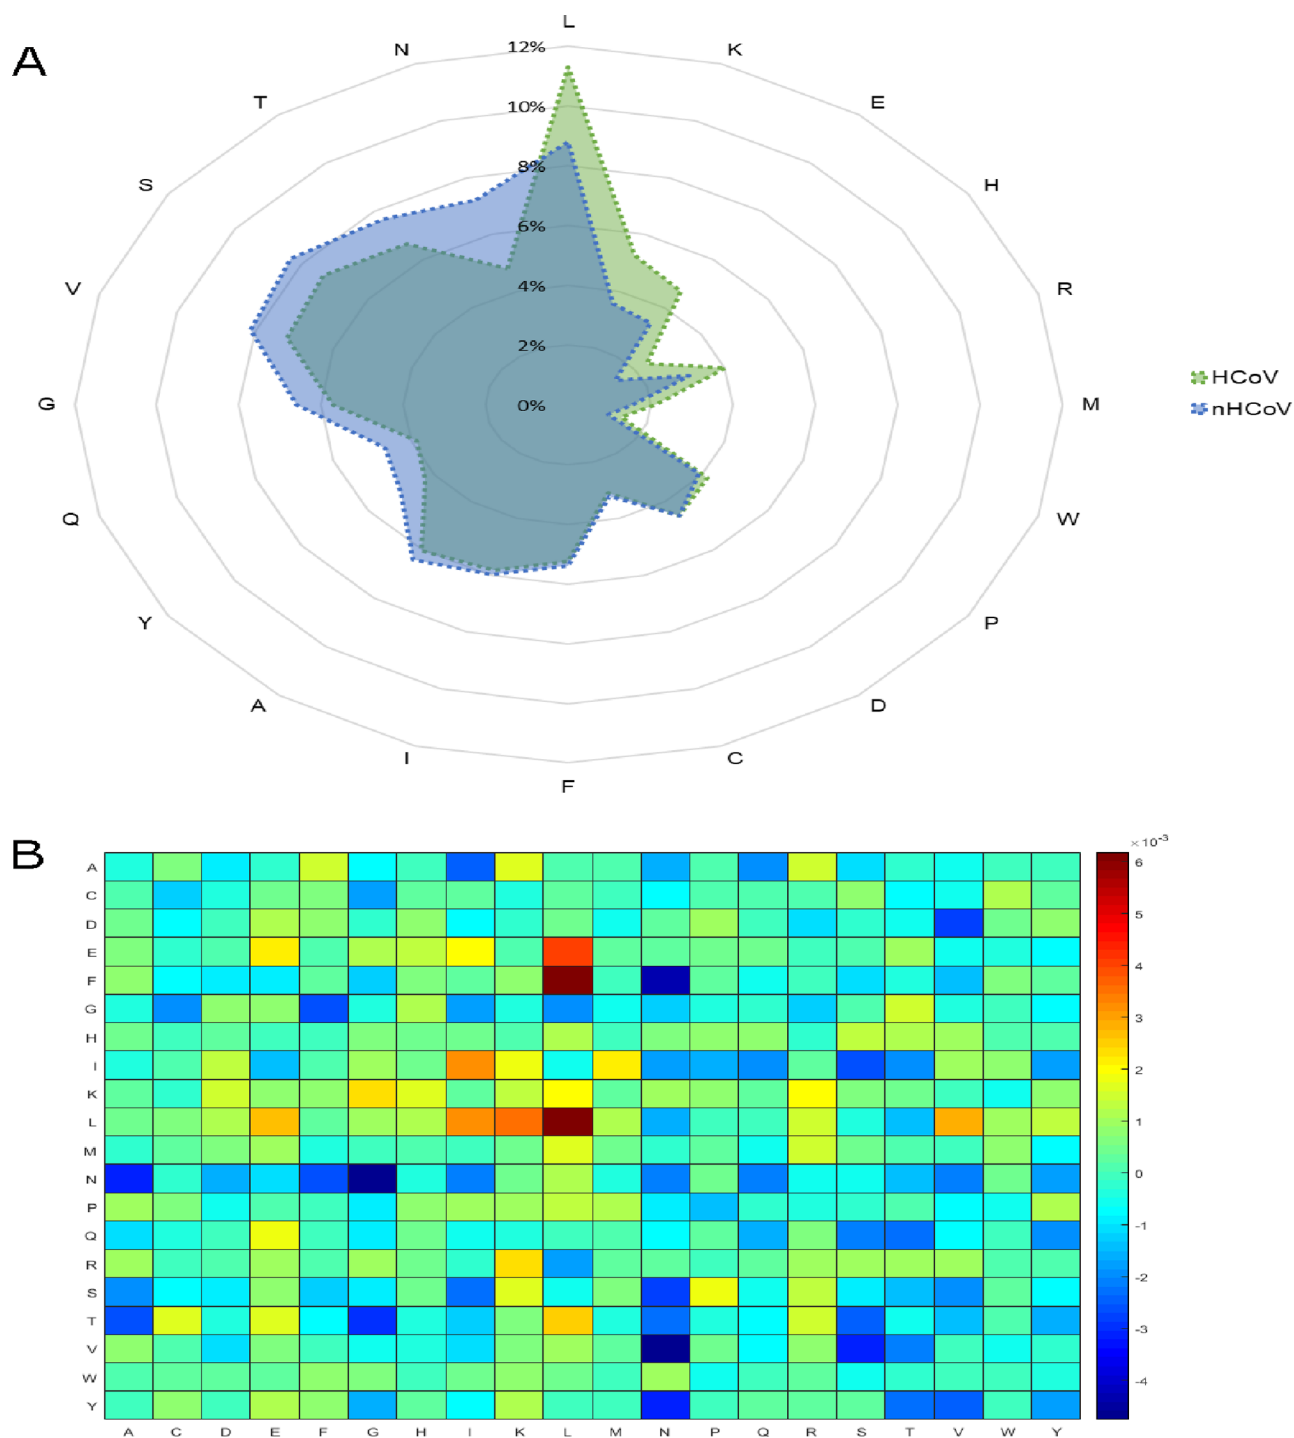 A
L
N
K
T
E
S
H
V
R
G
M
Q
W
Y
P
A
D
I
C
F
12%
10%
8%
6%
4%
2%
0%
HCoV
nHCoV
B
A
C
D
E
F
G
H
I
K
L
M
N
P
Q
R
S
T
V
W
Y
A C D E F G H I K L M N P Q R S T V W Y
×10⁻³
6
5
4
3
2
1
0
-1
-2
-3
-4